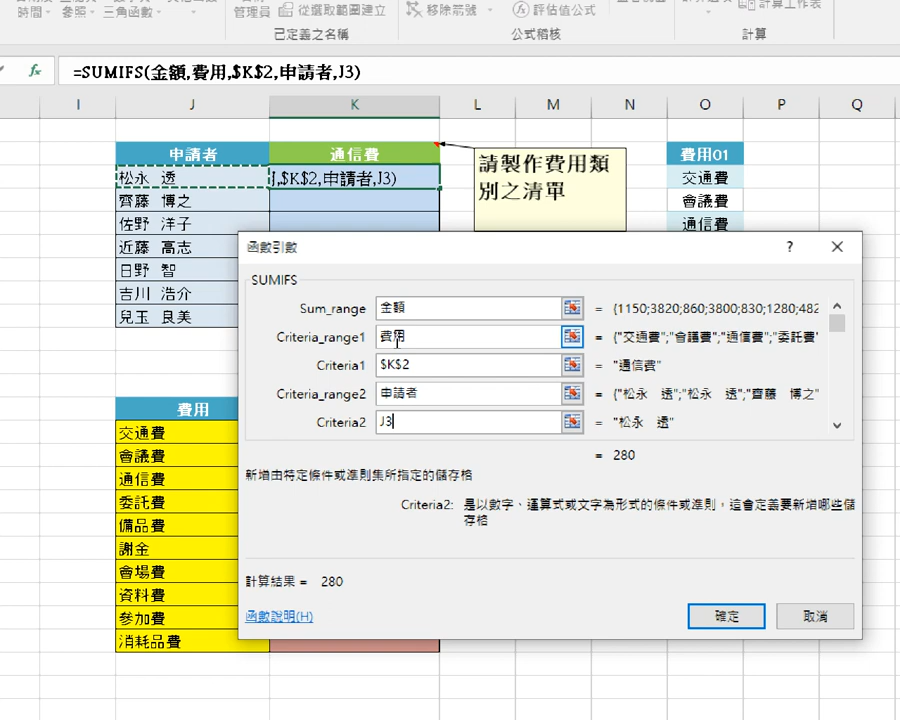 管理員 從選取範圍建立 移除箭號 評估值公式 計算工作表
時間 參照 三角函數
已定義之名稱 公式稽核 計算
fx =SUMIFS(金額,費用,$K$2,申請者,J3)
I J K L M N O P Q
申請者 通信費
松永 透 [,$K$2,申請者,J3)
齊藤 博之
佐野 洋子
近藤 高志
日野 智
吉川 浩介
兒玉 良美
請製作費用類
別之清單
費用01
交通費
會議費
通信費
費用
交通費
會議費
通信費
委託費
備品費
謝金
會場費
資料費
參加費
消耗品費
函數引數 ?
SUMIFS
Sum_range 金額 = {1150;3820;860;3800;830;1280;482
Criteria_range1 費用 = {"交通費";"會議費";"通信費";"委託費"
Criteria1 $K$2 = "通信費"
Criteria_range2 申請者 = {"松永 透";"松永 透";"齊藤 博之"
Criteria2 J3 = "松永 透"
= 280
新增由特定條件或準則集所指定的儲存格
Criteria2: 是以數字、運算式或文字為形式的條件或準則，這會定義要新增哪些儲
存格
計算結果 = 280
函數說明(H)
確定 取消